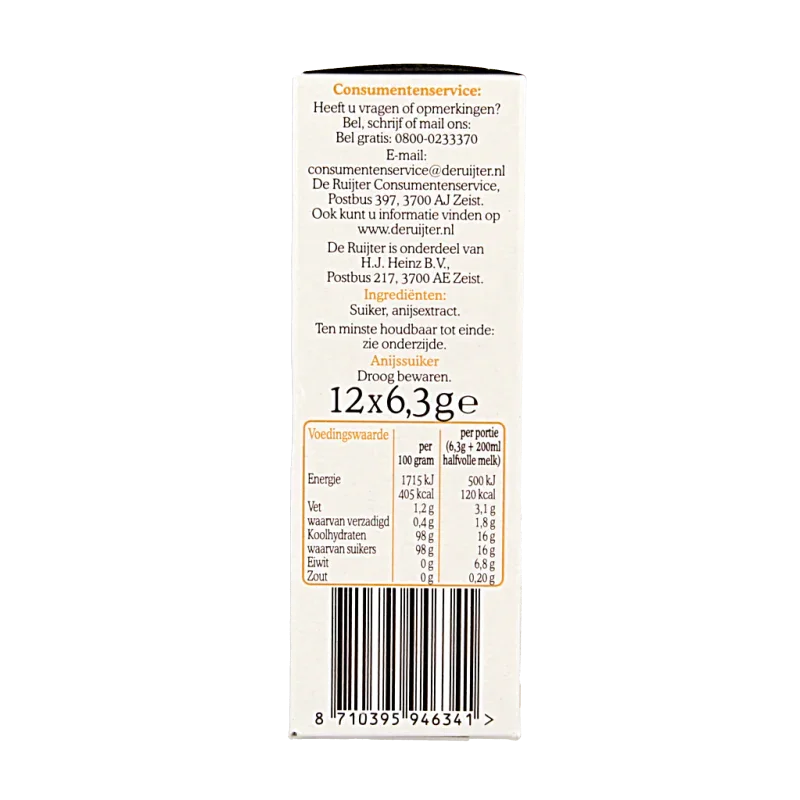 Consumentenservice:
Heeft u vragen of opmerkingen?
Bel, schrijf of mail ons:
Bel gratis: 0800-0233370
E-mail:
consumentenservice@deruijter.nl
De Ruijter Consumentenservice,
Postbus 397, 3700 AJ Zeist.
Ook kunt u informatie vinden op
www.deruijter.nl
De Ruijter is onderdeel van
H.J. Heinz B.V.,
Postbus 217, 3700 AE Zeist.
Ingrediënten:
Suiker, anijsextract.
Ten minste houdbaar tot einde:
zie onderzijde.
Anijssuiker
Droog bewaren.
12x6,3g℮
Voedingswaarde per 100 gram per portie (6,3g + 200ml halfvolle melk)
Energie 1715 kJ 500 kJ
405 kcal 120 kcal
Vet 1,2 g 3,1 g
waarvan verzadigd 0,4 g 1,8 g
Koolhydraten 98 g 16 g
waarvan suikers 98 g 16 g
Eiwit 0 g 6,8 g
Zout 0 g 0,20 g
8 710395 946341 >